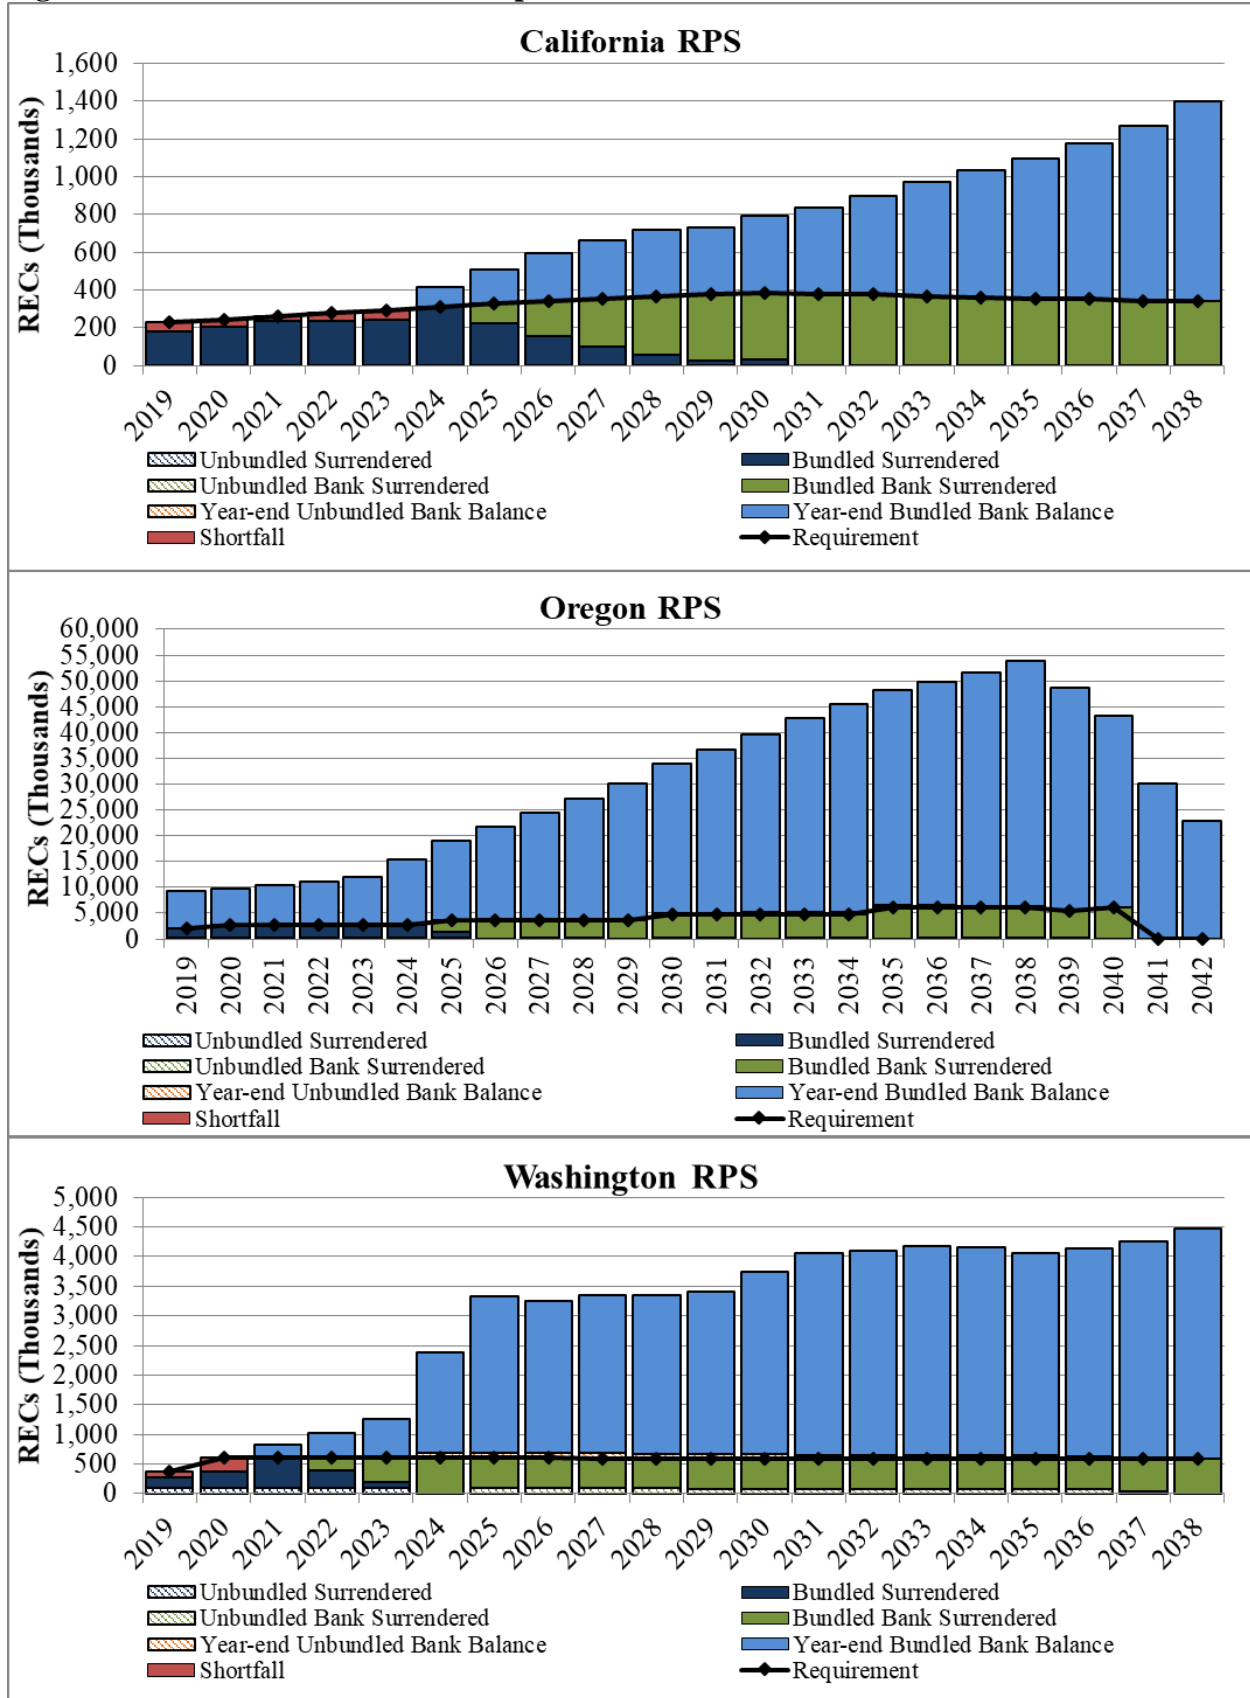 California RPS
RECs (Thousands)
1,600
1,400
1,200
1,000
800
600
400
200
0
2019 2020 2021 2022 2023 2024 2025 2026 2027 2028 2029 2030 2031 2032 2033 2034 2035 2036 2037 2038
Unbundled Surrendered Bundled Surrendered
Unbundled Bank Surrendered Bundled Bank Surrendered
Year-end Unbundled Bank Balance Year-end Bundled Bank Balance
Shortfall Requirement
Oregon RPS
RECs (Thousands)
60,000
55,000
50,000
45,000
40,000
35,000
30,000
25,000
20,000
15,000
10,000
5,000
0
2019 2020 2021 2022 2023 2024 2025 2026 2027 2028 2029 2030 2031 2032 2033 2034 2035 2036 2037 2038 2039 2040 2041 2042
Unbundled Surrendered Bundled Surrendered
Unbundled Bank Surrendered Bundled Bank Surrendered
Year-end Unbundled Bank Balance Year-end Bundled Bank Balance
Shortfall Requirement
Washington RPS
RECs (Thousands)
5,000
4,500
4,000
3,500
3,000
2,500
2,000
1,500
1,000
500
0
2019 2020 2021 2022 2023 2024 2025 2026 2027 2028 2029 2030 2031 2032 2033 2034 2035 2036 2037 2038
Unbundled Surrendered Bundled Surrendered
Unbundled Bank Surrendered Bundled Bank Surrendered
Year-end Unbundled Bank Balance Year-end Bundled Bank Balance
Shortfall Requirement